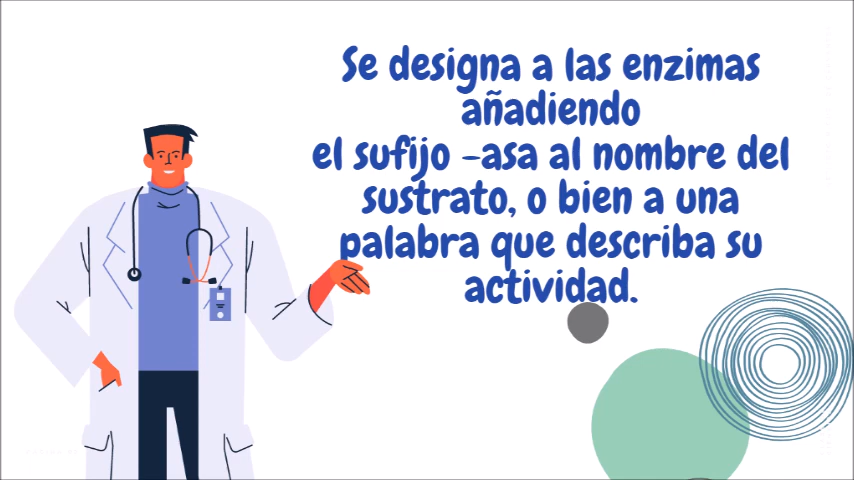 Se designa a las enzimas
añadiendo
el sufijo -asa al nombre del
sustrato, o bien a una
palabra que describa su
actividad.